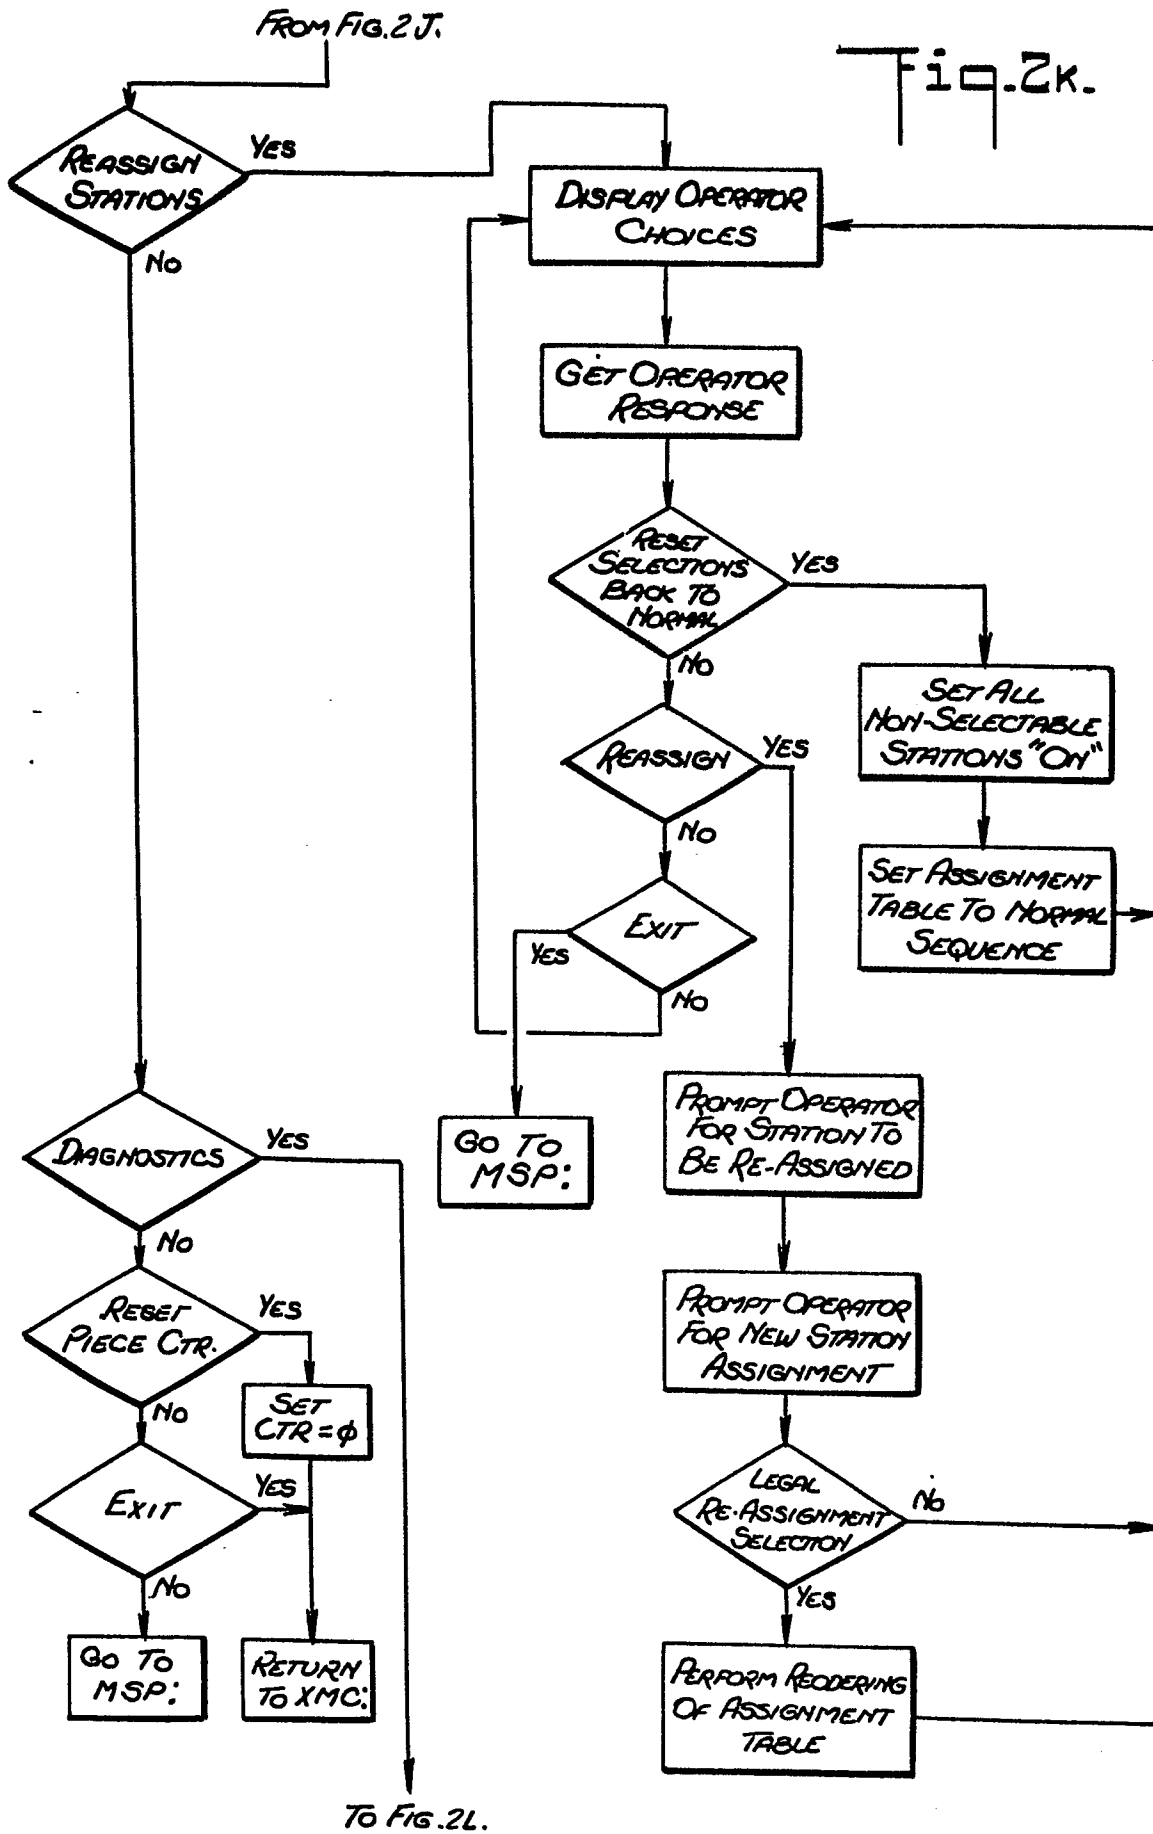 FROM FIG. 2J.
Fig. 2K.
REASSIGN
STATIONS
YES
NO
DISPLAY OPERATOR
CHOICES
GET OPERATOR
RESPONSE
RESET
SELECTIONS
BACK TO
NORMAL
YES
NO
SET ALL
NON-SELECTABLE
STATIONS "ON"
REASSIGN
YES
NO
SET ASSIGNMENT
TABLE TO NORMAL
SEQUENCE
EXIT
YES
NO
GO TO
MSP:
PROMPT OPERATOR
FOR STATION TO
BE RE-ASSIGNED
DIAGNOSTICS
YES
NO
PROMPT OPERATOR
FOR NEW STATION
ASSIGNMENT
RESET
PIECE CTR.
YES
NO
SET
CTR = φ
EXIT
YES
NO
LEGAL
RE-ASSIGNMENT
SELECTION
NO
YES
GO TO
MSP:
RETURN
TO XMC:
PERFORM REODERING
OF ASSIGNMENT
TABLE
TO FIG. 2L.